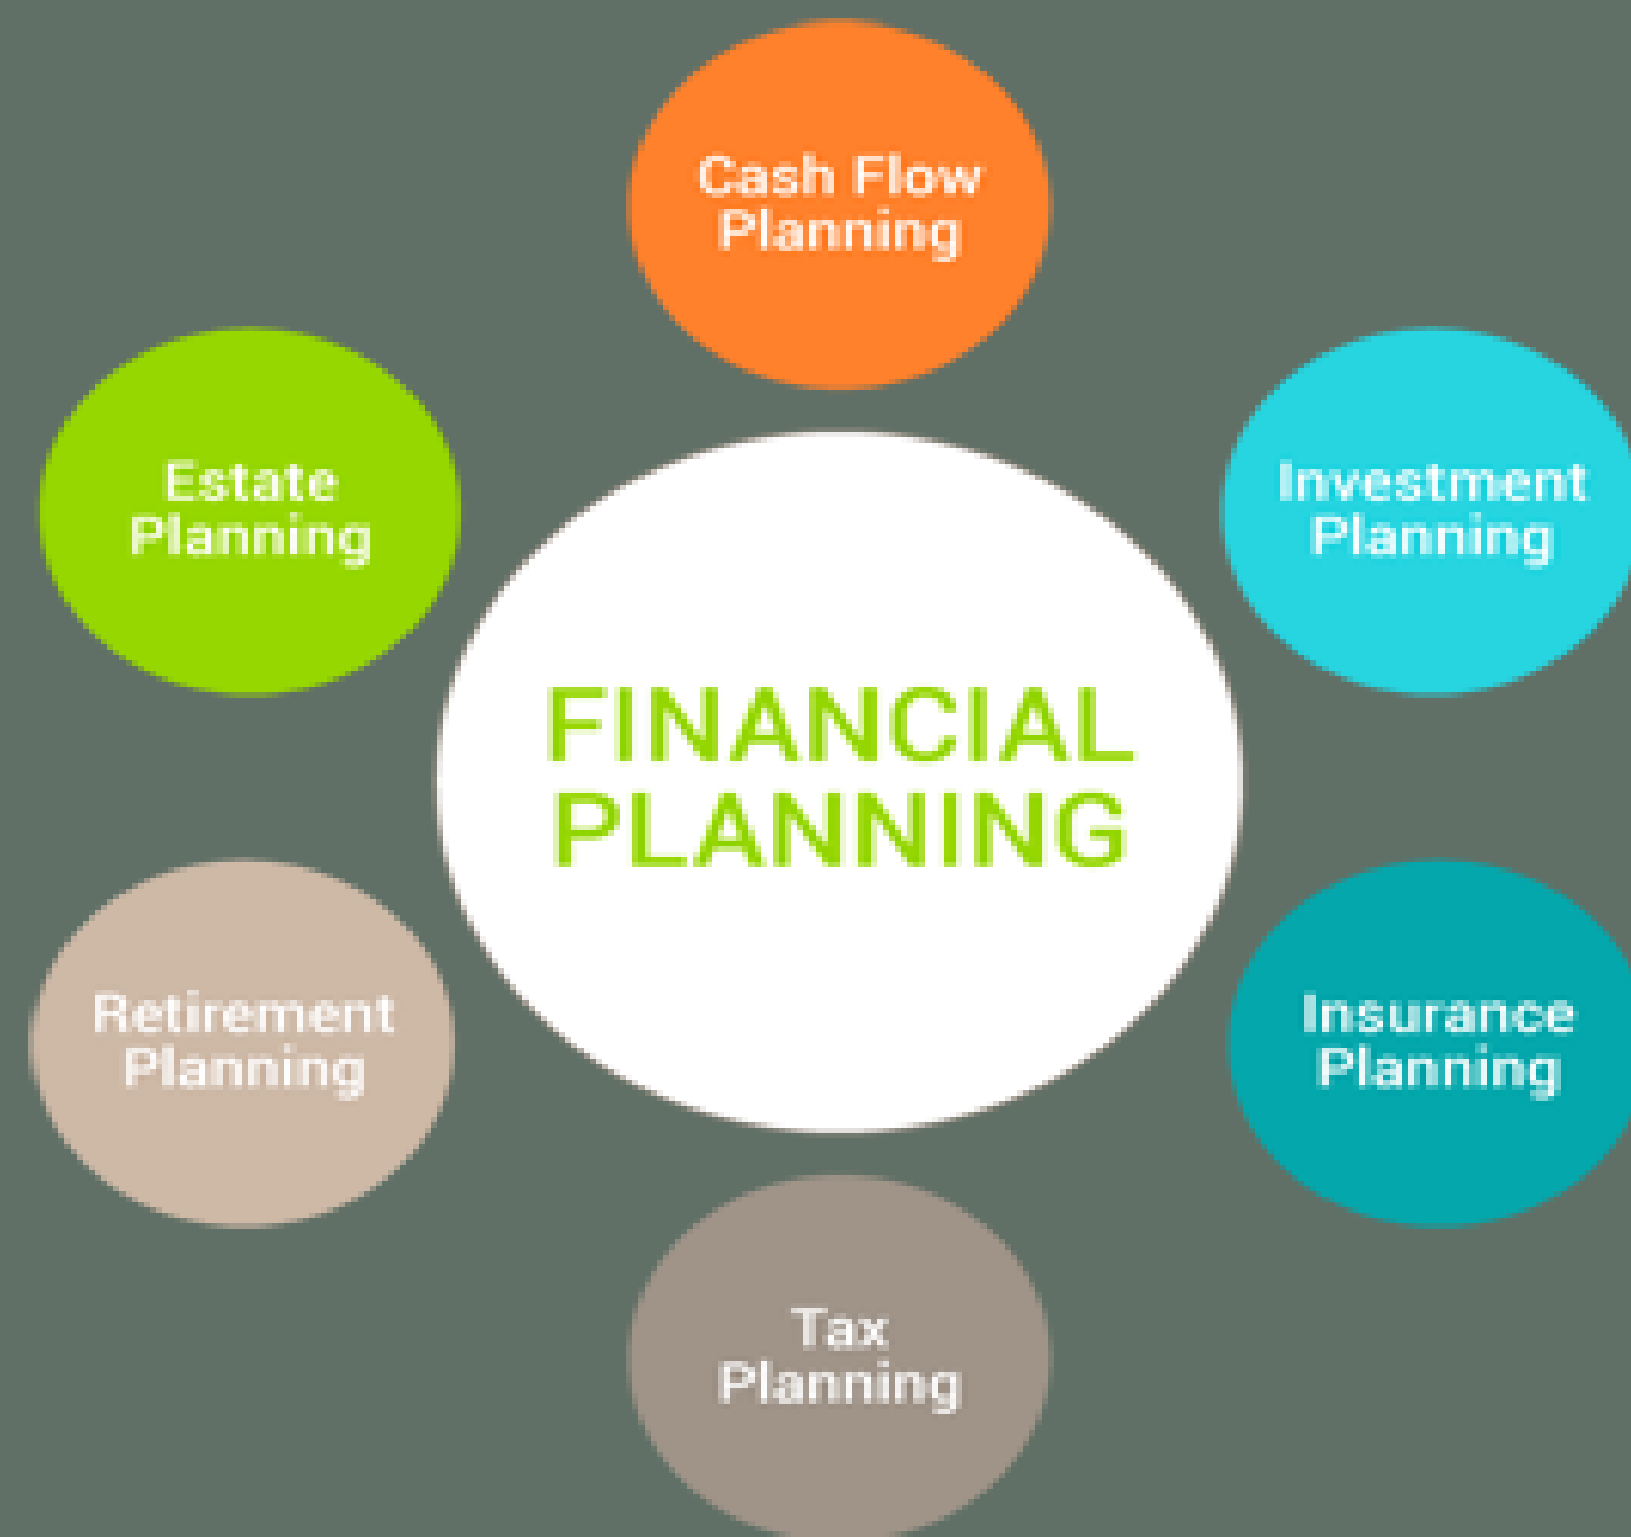 Cash Flow
Planning
Estate
Planning
Investment
Planning
FINANCIAL
PLANNING
Retirement
Planning
Insurance
Planning
Tax
Planning